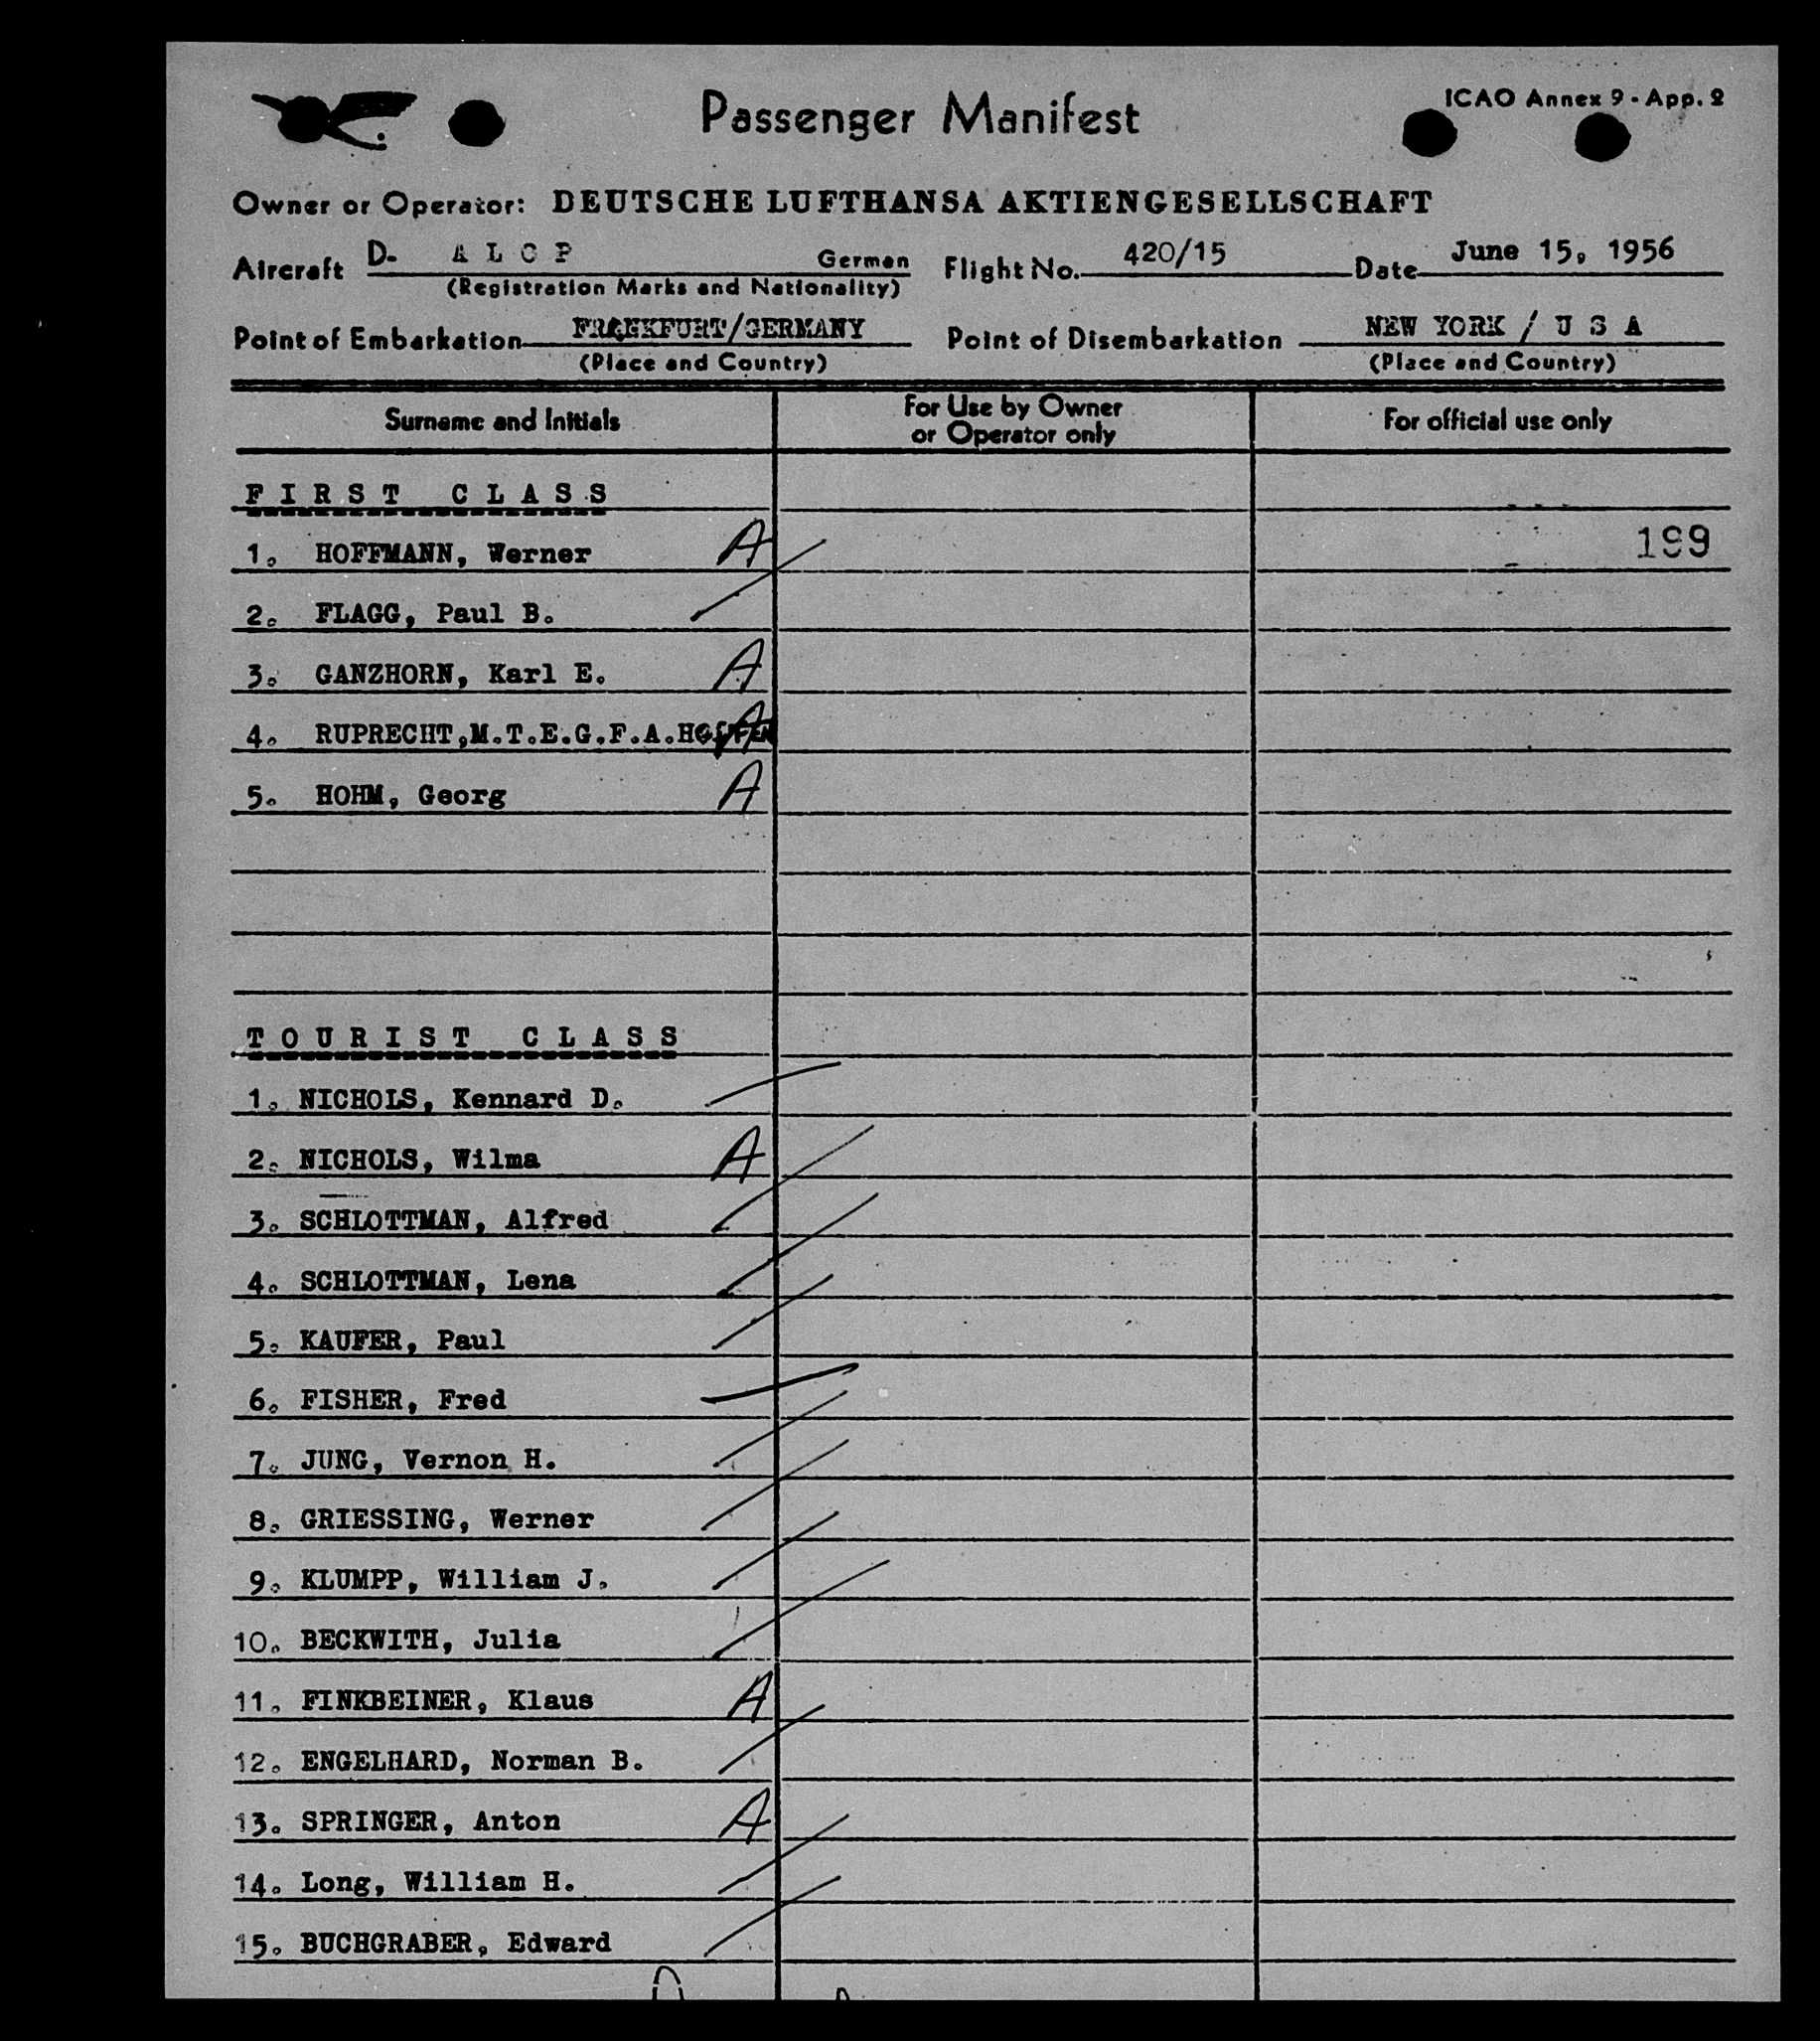 Passenger Manifest
ICAO Annex 9 - App. 2
Owner or Operator: DEUTSCHE LUFTHANSA AKTIENGESELLSCHAFT
Aircraft D- A L O P German Flight No. 420/15 Date June 15, 1956
(Registration Marks and Nationality)
Point of Embarkation FRANKFURT/GERMANY Point of Disembarkation NEW YORK / U S A
(Place and Country) (Place and Country)
Surname and Initials For Use by Owner or Operator only For official use only
F I R S T C L A S S
1. HOFFMANN, Werner A 199
2. FLAGG, Paul B.
3. GANZHORN, Karl E. A
4. RUPRECHT,M.T.E.G.F.A. A
5. HOHM, Georg A
T O U R I S T C L A S S
1. NICHOLS, Kennard D.
2. NICHOLS, Wilma A
3. SCHLOTTMAN, Alfred
4. SCHLOTTMAN, Lena
5. KAUFER, Paul
6. FISHER, Fred
7. JUNG, Vernon H.
8. GRIESSING, Werner
9. KLUMPP, William J.
10. BECKWITH, Julia
11. FINKBEINER, Klaus A
12. ENGELHARD, Norman B.
13. SPRINGER, Anton A
14. Long, William H.
15. BUCHGRABER, Edward